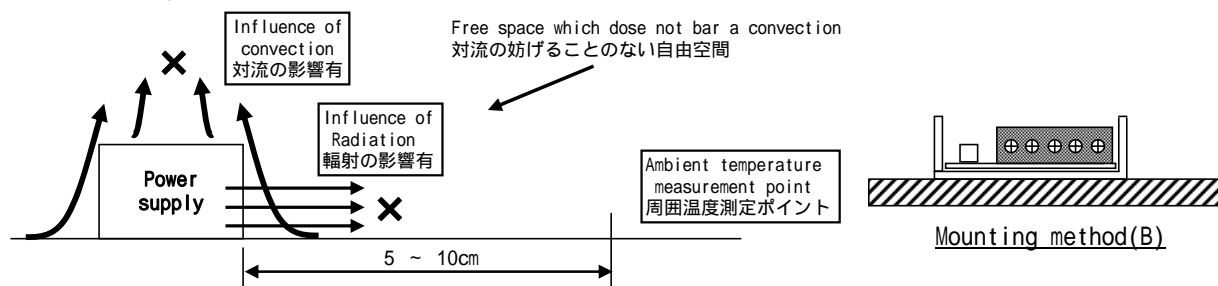 Influence of
convection
対流の影響有
Free space which dose not bar a convection
対流の妨げることのない自由空間
Influence of
Radiation
輻射の影響有
Power
supply
Ambient temperature
measurement point
周囲温度測定ポイント
5 ~ 10cm
Mounting method(B)